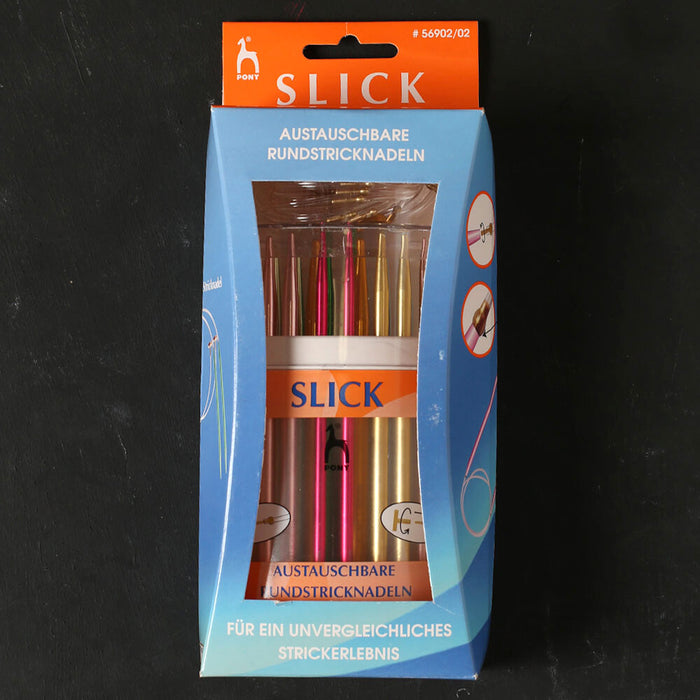 # 56902/02
PONY
SLICK
AUSTAUSCHBARE
RUNDSTRICKNADELN
SLICK
PONY
AUSTAUSCHBARE
RUNDSTRICKNADELN
FÜR EIN UNVERGLEICHLICHES
STRICKERLEBNIS